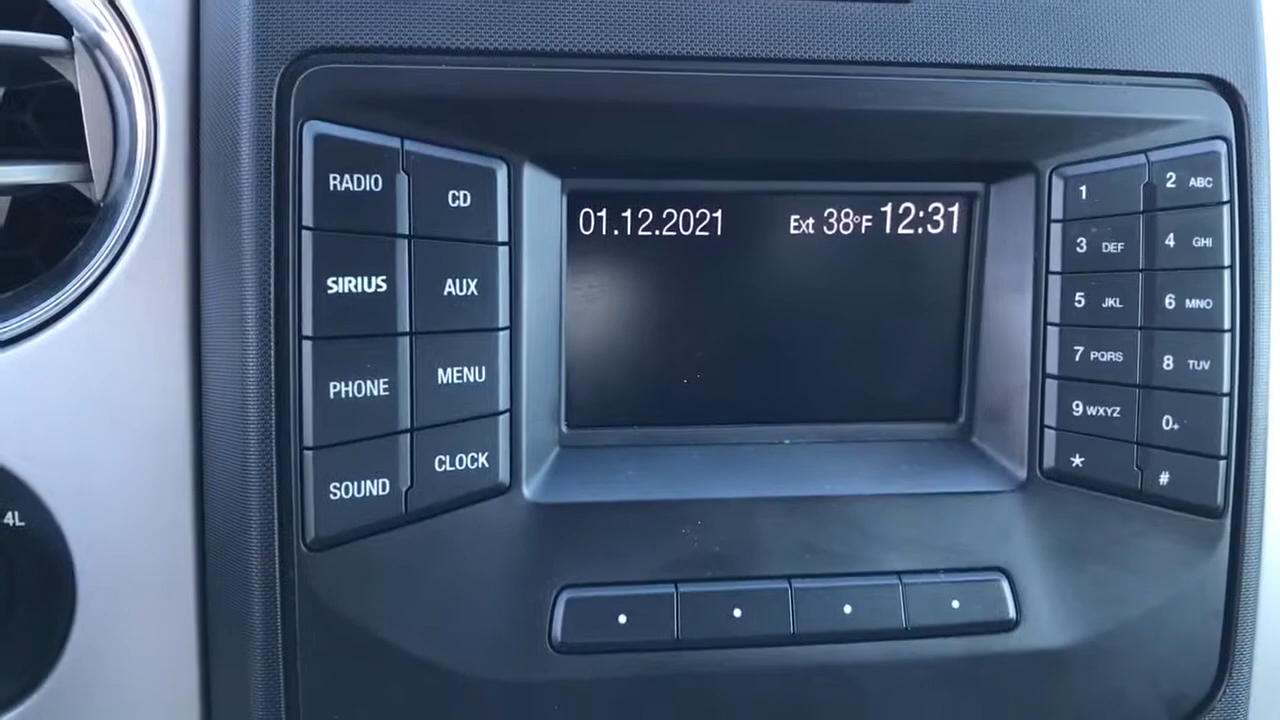 RADIO
CD
SIRIUS
AUX
PHONE
MENU
SOUND
CLOCK
01.12.2021 Ext 38°F 12:31
1
2 ABC
3 DEF
4 GHI
5 JKL
6 MNO
7 PQRS
8 TUV
9 WXYZ
0+
*
#
4L